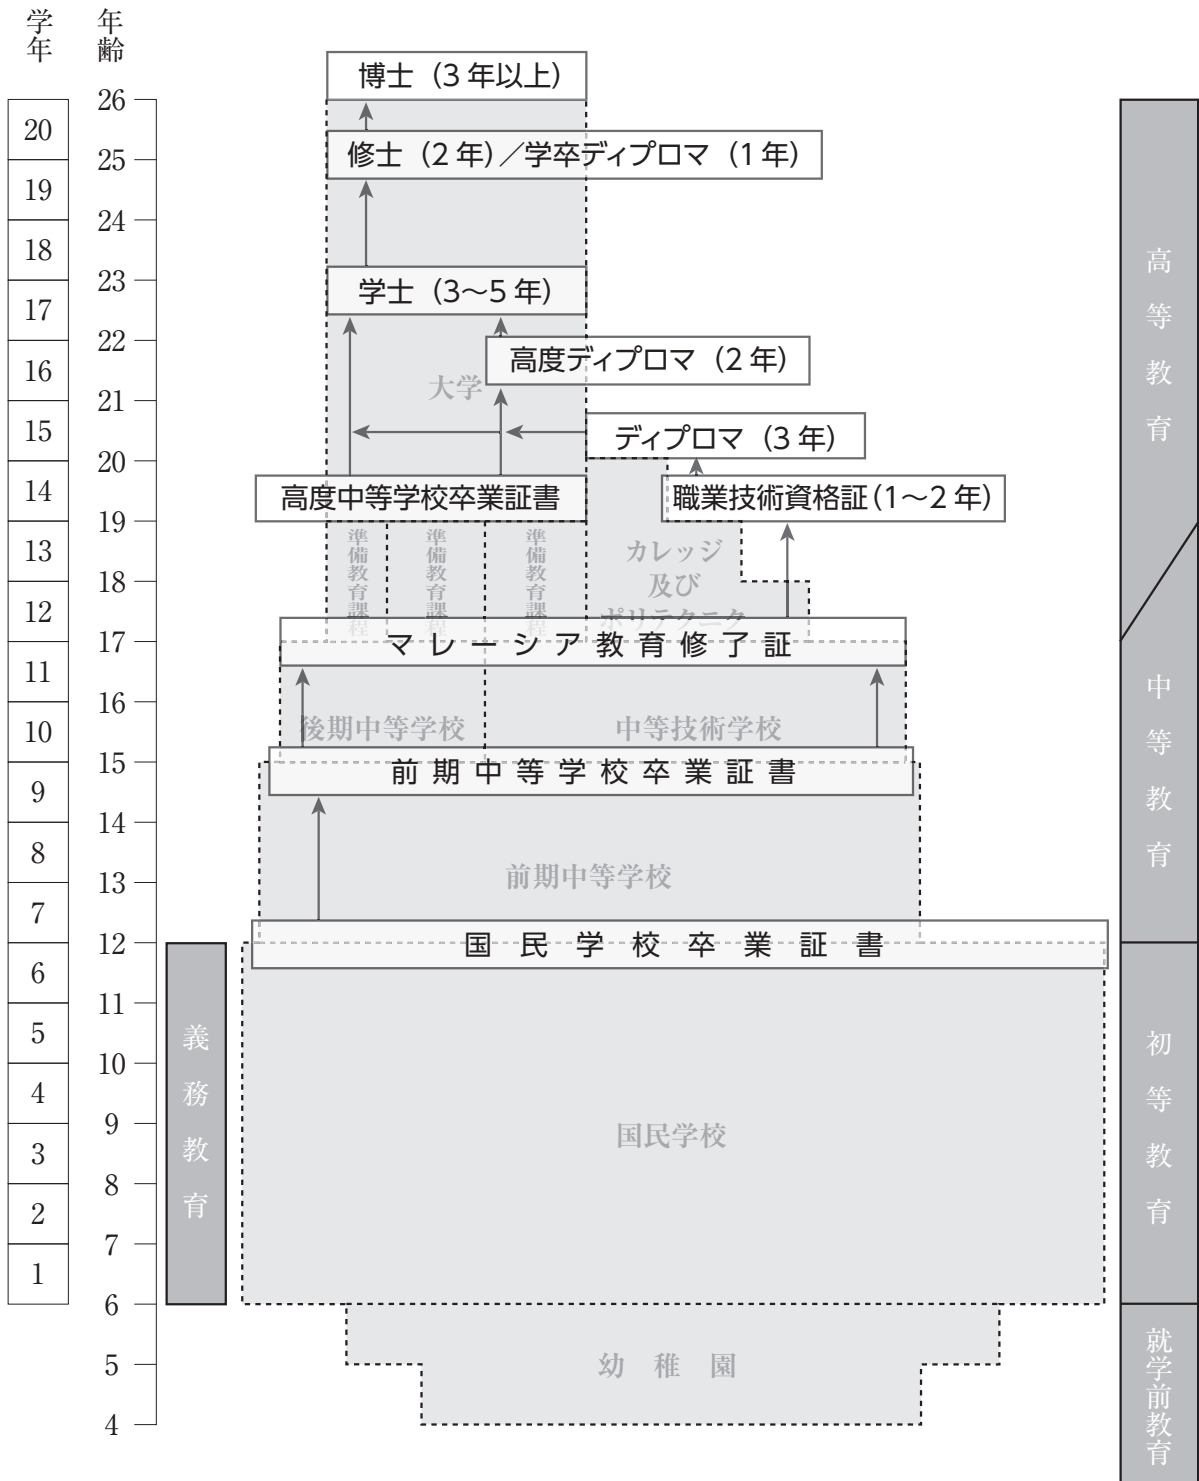 学年
年齢
博士（3年以上）
26
20
修士（2年）／学卒ディプロマ（1年）
25
19
24
18
高等教育
23
学士（3～5年）
17
22
高度ディプロマ（2年）
16
大学
21
15
ディプロマ（3年）
20
14
高度中等学校卒業証書
職業技術資格証（1～2年）
19
準備教育課程
準備教育課程
準備教育課程
カレッジ
及び
ポリテクニク
13
18
12
17
マレーシア教育修了証
11
中等教育
16
10
後期中等学校
中等技術学校
15
前期中等学校卒業証書
9
14
8
前期中等学校
13
7
12
国民学校卒業証書
6
11
義務教育
初等教育
5
10
4
9
3
国民学校
8
2
7
1
6
就学前教育
5
幼稚園
4